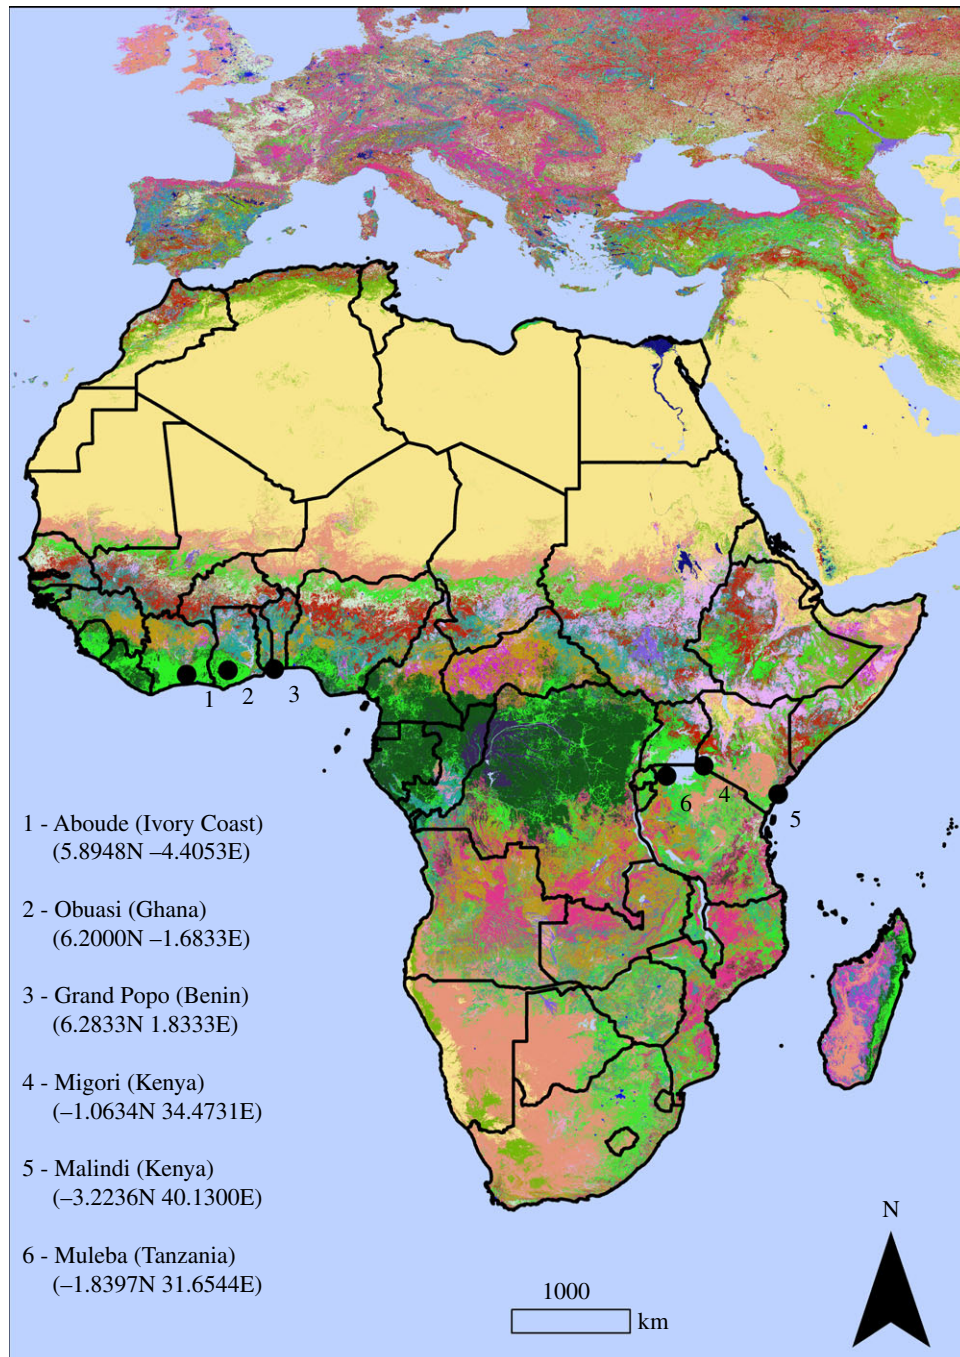 1
2
3
6
4
5
1 - Aboude (Ivory Coast)
(5.8948N –4.4053E)
2 - Obuasi (Ghana)
(6.2000N –1.6833E)
3 - Grand Popo (Benin)
(6.2833N 1.8333E)
4 - Migori (Kenya)
(–1.0634N 34.4731E)
5 - Malindi (Kenya)
(–3.2236N 40.1300E)
6 - Muleba (Tanzania)
(–1.8397N 31.6544E)
N
1000
km